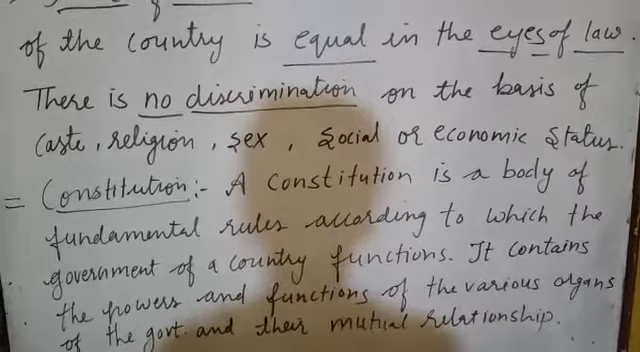 of the country is equal in the eyes of law.
There is no discrimination on the basis of
Caste, religion, sex, Social or economic Status.
= Constitution:- A Constitution is a body of
fundamental rules according to which the
government of a country functions. It contains
the powers and functions of the various organs
of the govt. and their mutual relationship.